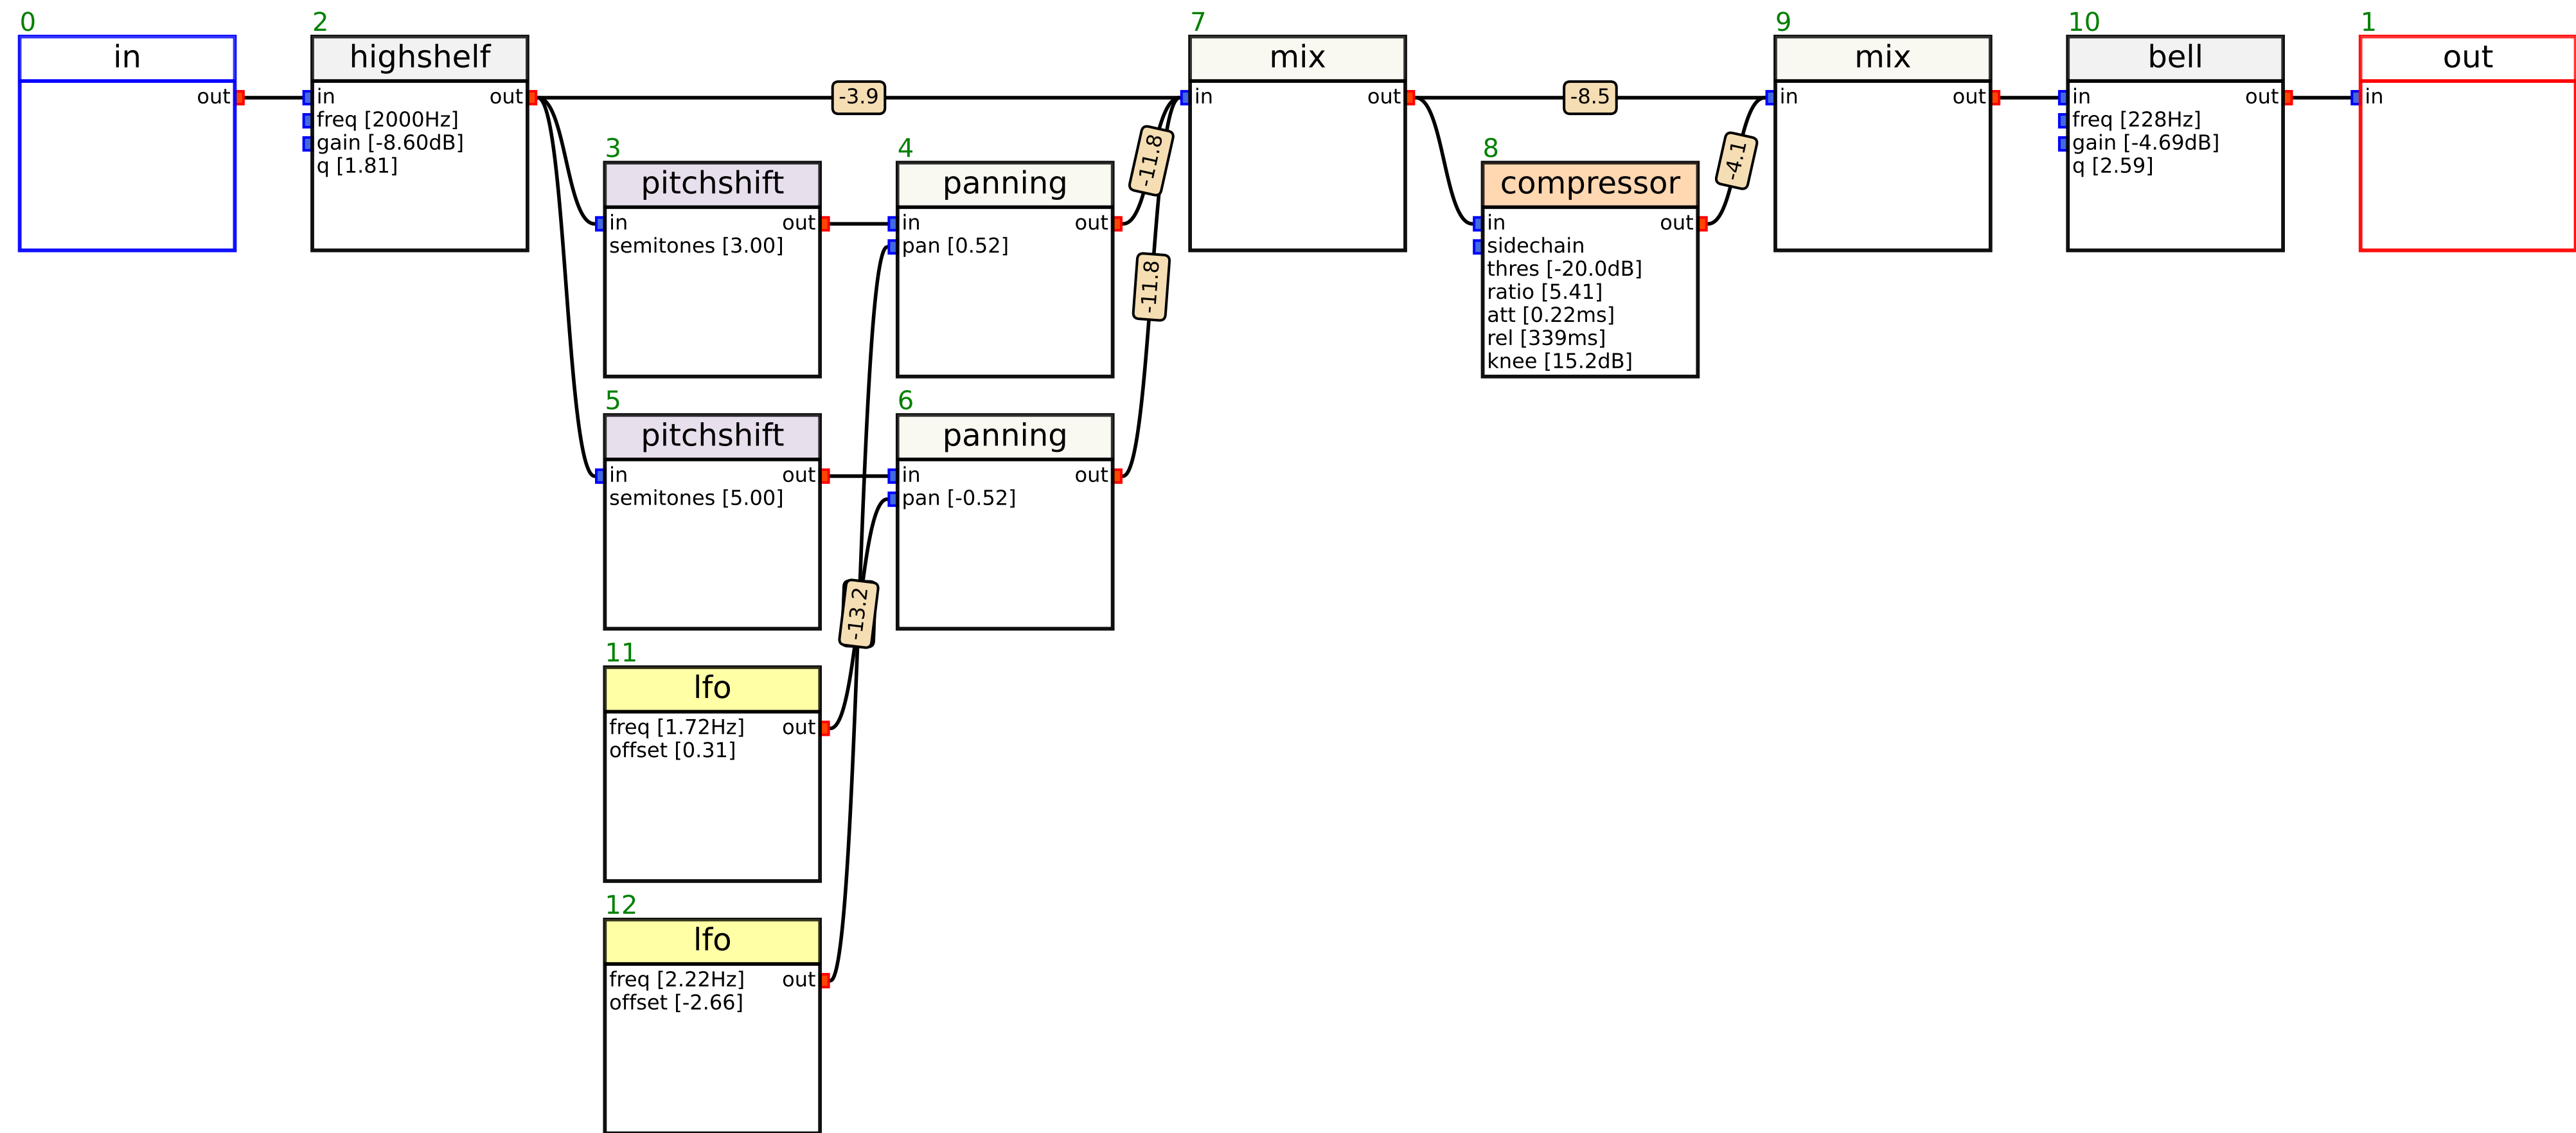 0
in
out
2
highshelf
in
out
freq [2000Hz]
gain [-8.60dB]
q [1.81]
-3.9
7
mix
in
out
-8.5
9
mix
in
out
10
bell
in
out
freq [228Hz]
gain [-4.69dB]
q [2.59]
1
out
in
3
pitchshift
in
out
semitones [3.00]
4
panning
in
out
pan [0.52]
-11.8
-11.8
8
compressor
in
out
sidechain
thres [-20.0dB]
ratio [5.41]
att [0.22ms]
rel [339ms]
knee [15.2dB]
-4.1
5
pitchshift
in
out
semitones [5.00]
6
panning
in
out
pan [-0.52]
-13.2
11
lfo
freq [1.72Hz]
out
offset [0.31]
12
lfo
freq [2.22Hz]
out
offset [-2.66]